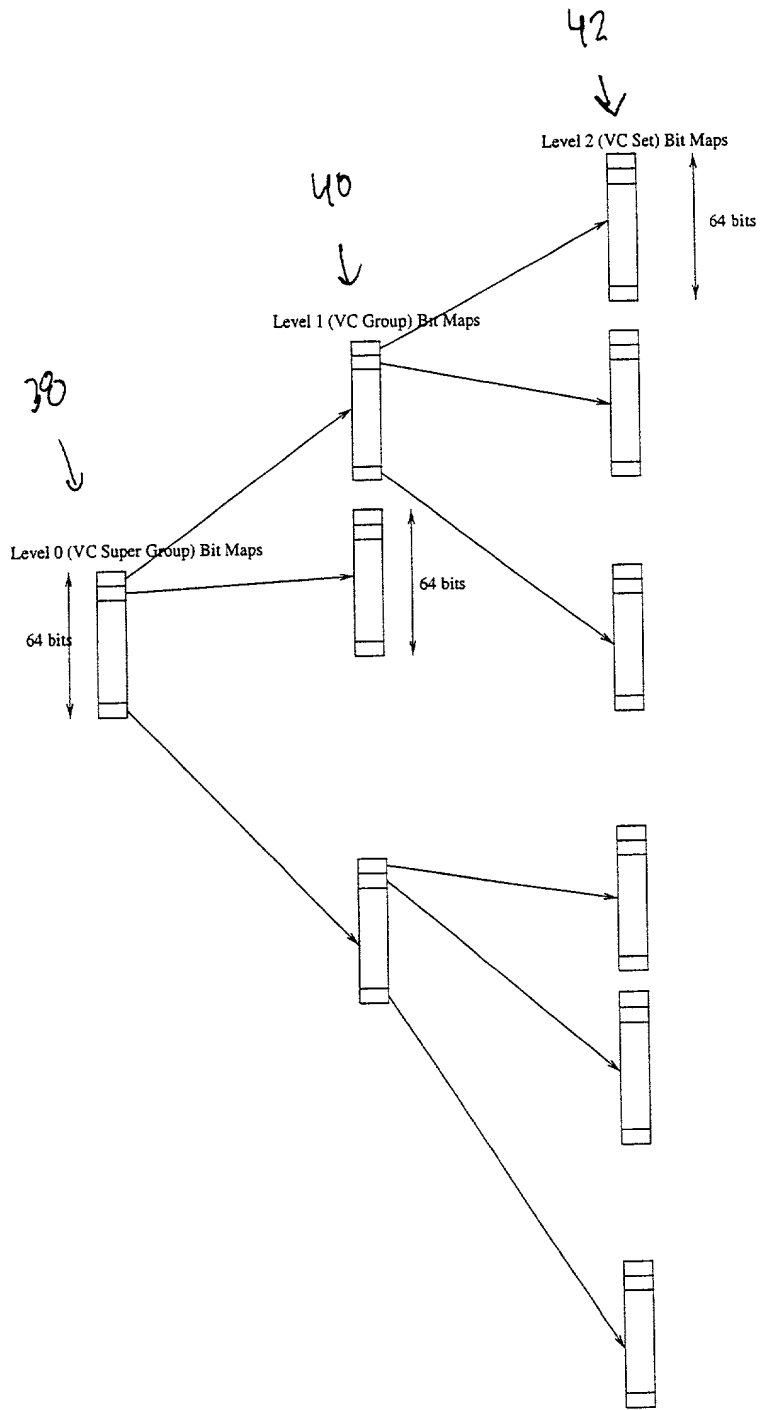 42
Level 2 (VC Set) Bit Maps
64 bits
40
Level 1 (VC Group) Bit Maps
38
Level 0 (VC Super Group) Bit Maps
64 bits
64 bits